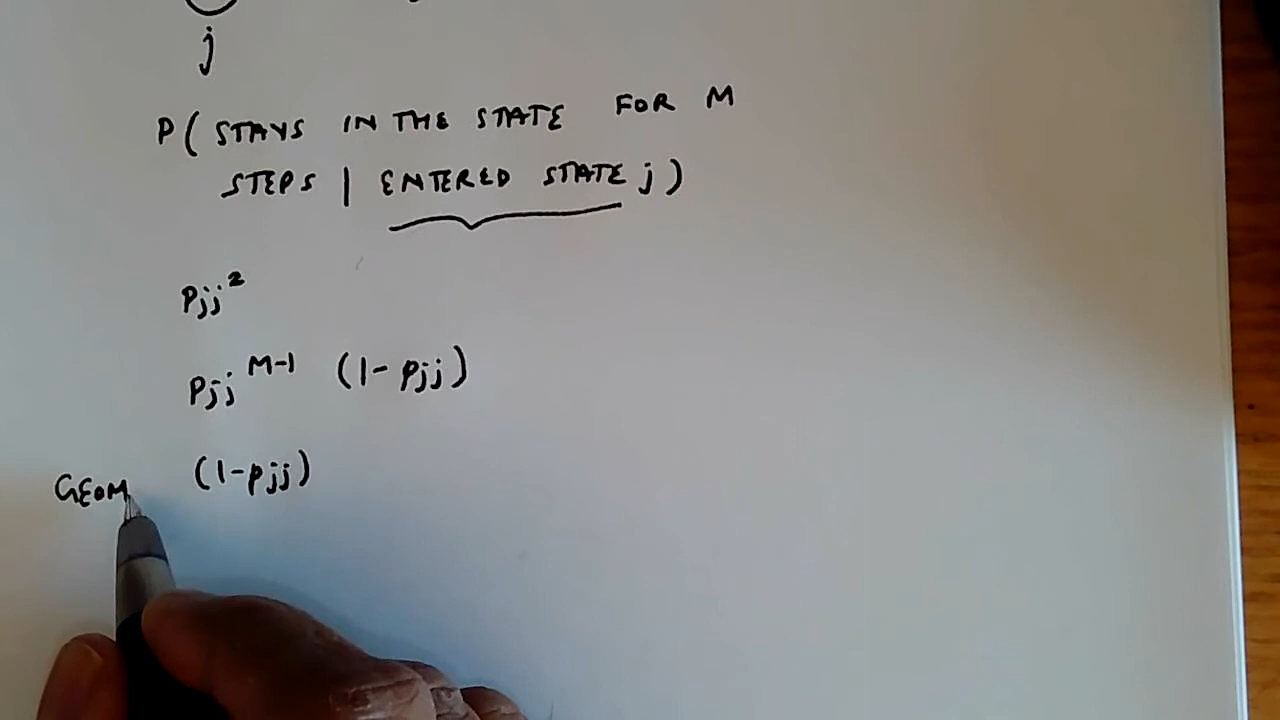 j
P( STAYS IN THE STATE FOR M
STEPS | ENTERED STATE j )
Pjj²
Pjj^M-1 (1 - Pjj)
GEOM (1 - Pjj)